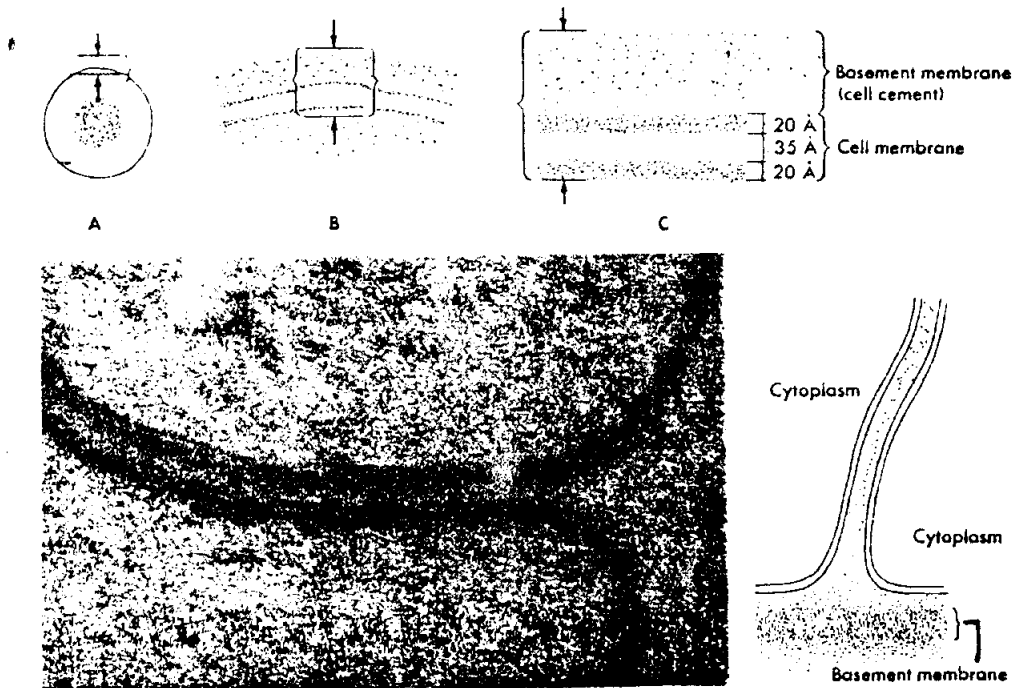 Basement membrane
(cell cement)
20 Å
35 Å
20 Å
Cell membrane
A
B
C
Cytoplasm
Cytoplasm
Basement membrane